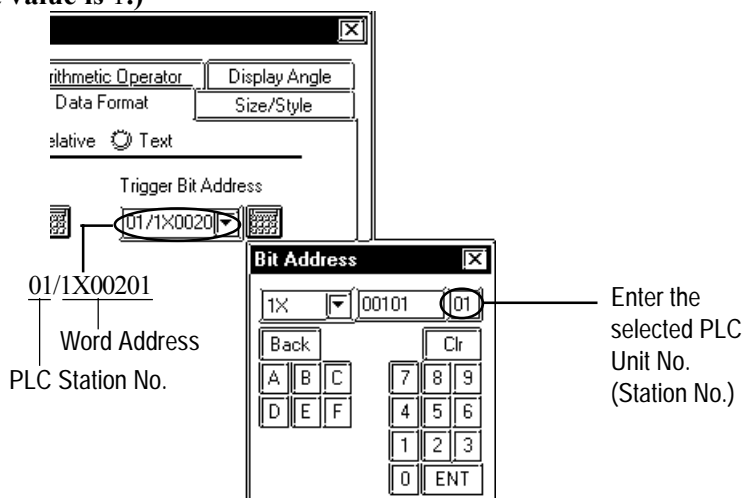 value is 1.)
rithmetic Operator Display Angle
Data Format Size/Style
elative Text
Trigger Bit Address
01/1X0020
01/1X00201
Word Address
PLC Station No.
Bit Address
1X 00101 01
Back Clr
A B C 7 8 9
D E F 4 5 6
1 2 3
0 ENT
Enter the
selected PLC
Unit No.
(Station No.)